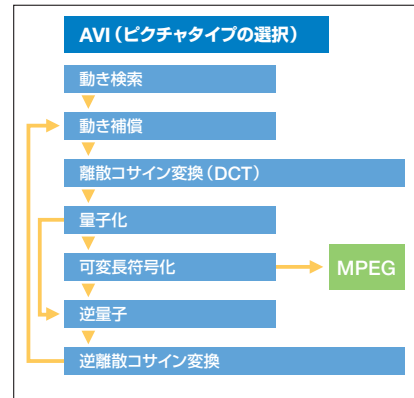 AVI（ピクチャタイプの選択）
動き検索
動き補償
離散コサイン変換（DCT）
量子化
可変長符号化
MPEG
逆量子
逆離散コサイン変換